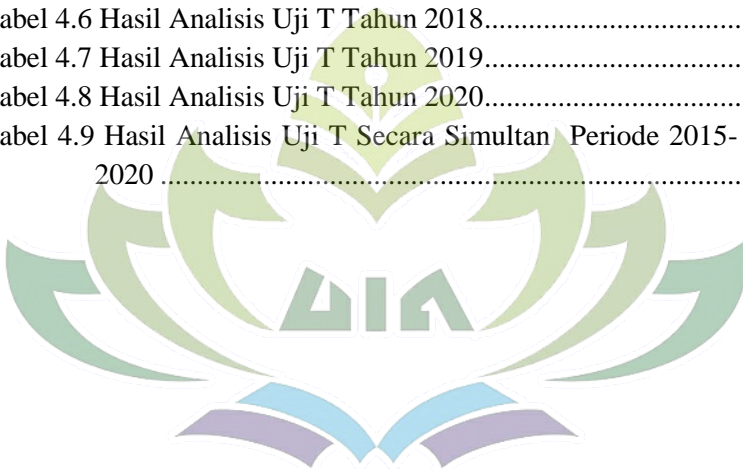 abel 4.6 Hasil Analisis Uji T Tahun 2018....................................
abel 4.7 Hasil Analisis Uji T Tahun 2019....................................
abel 4.8 Hasil Analisis Uji T Tahun 2020....................................
abel 4.9 Hasil Analisis Uji T Secara Simultan Periode 2015-
2020 ....................................................................................
UIN